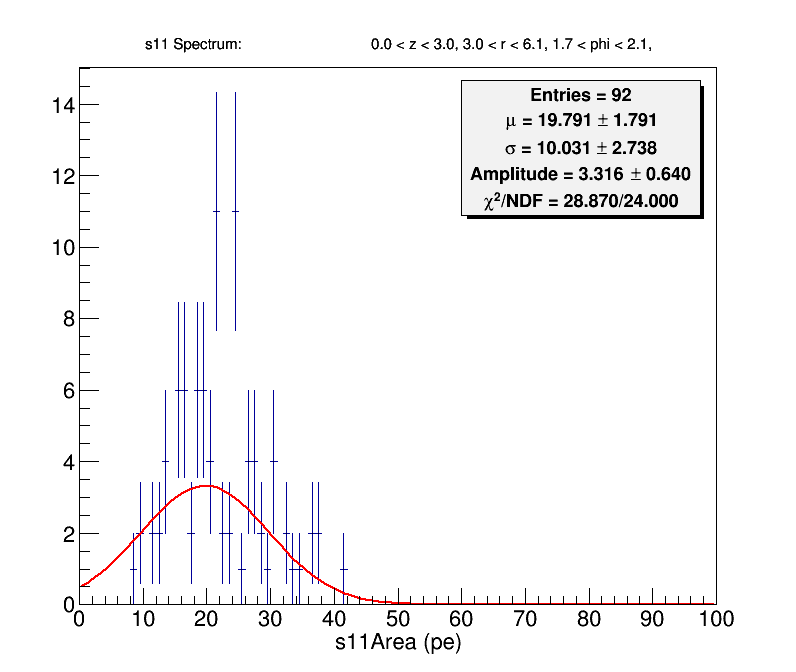 s11 Spectrum: 0.0 < z < 3.0, 3.0 < r < 6.1, 1.7 < phi < 2.1,
Entries = 92
μ = 19.791 ± 1.791
σ = 10.031 ± 2.738
Amplitude = 3.316 ± 0.640
χ²/NDF = 28.870/24.000
14
12
10
8
6
4
2
0
0 10 20 30 40 50 60 70 80 90 100
s11Area (pe)